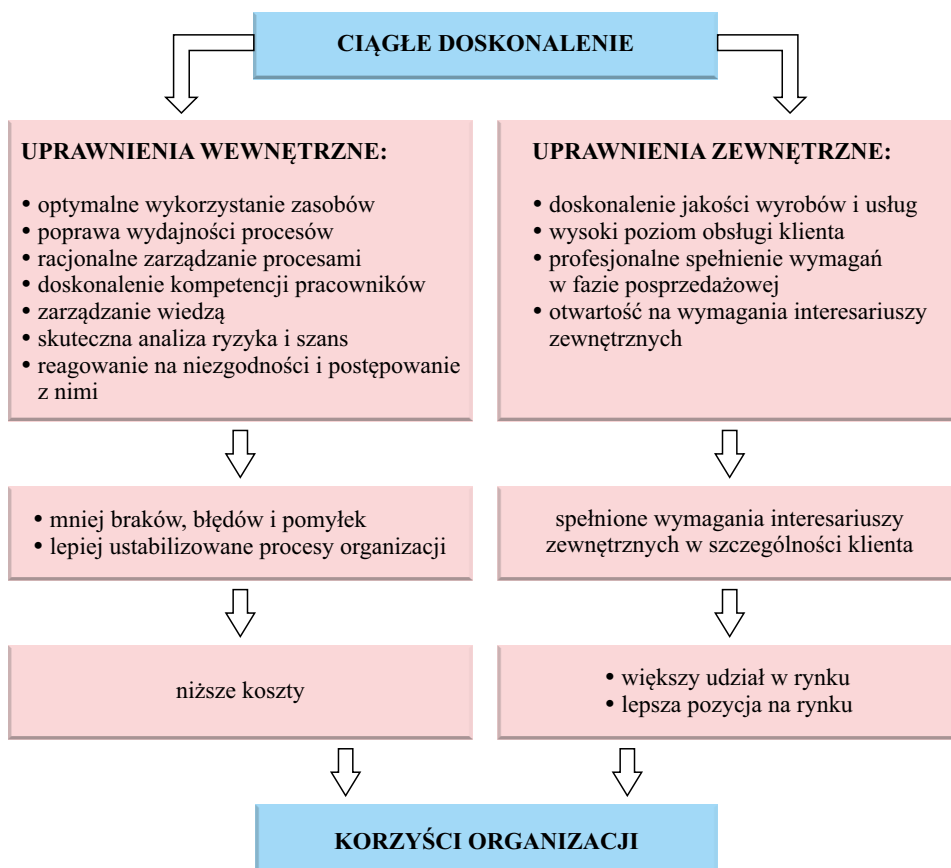 CIĄGŁE DOSKONALENIE
UPRAWNIENIA WEWNĘTRZNE:
• optymalne wykorzystanie zasobów
• poprawa wydajności procesów
• racjonalne zarządzanie procesami
• doskonalenie kompetencji pracowników
• zarządzanie wiedzą
• skuteczna analiza ryzyka i szans
• reagowanie na niezgodności i postępowanie
z nimi
UPRAWNIENIA ZEWNĘTRZNE:
• doskonalenie jakości wyrobów i usług
• wysoki poziom obsługi klienta
• profesjonalne spełnienie wymagań
w fazie posprzedażowej
• otwartość na wymagania interesariuszy
zewnętrznych
• mniej braków, błędów i pomyłek
• lepiej ustabilizowane procesy organizacji
spełnione wymagania interesariuszy
zewnętrznych w szczególności klienta
niższe koszty
• większy udział w rynku
• lepsza pozycja na rynku
KORZYŚCI ORGANIZACJI